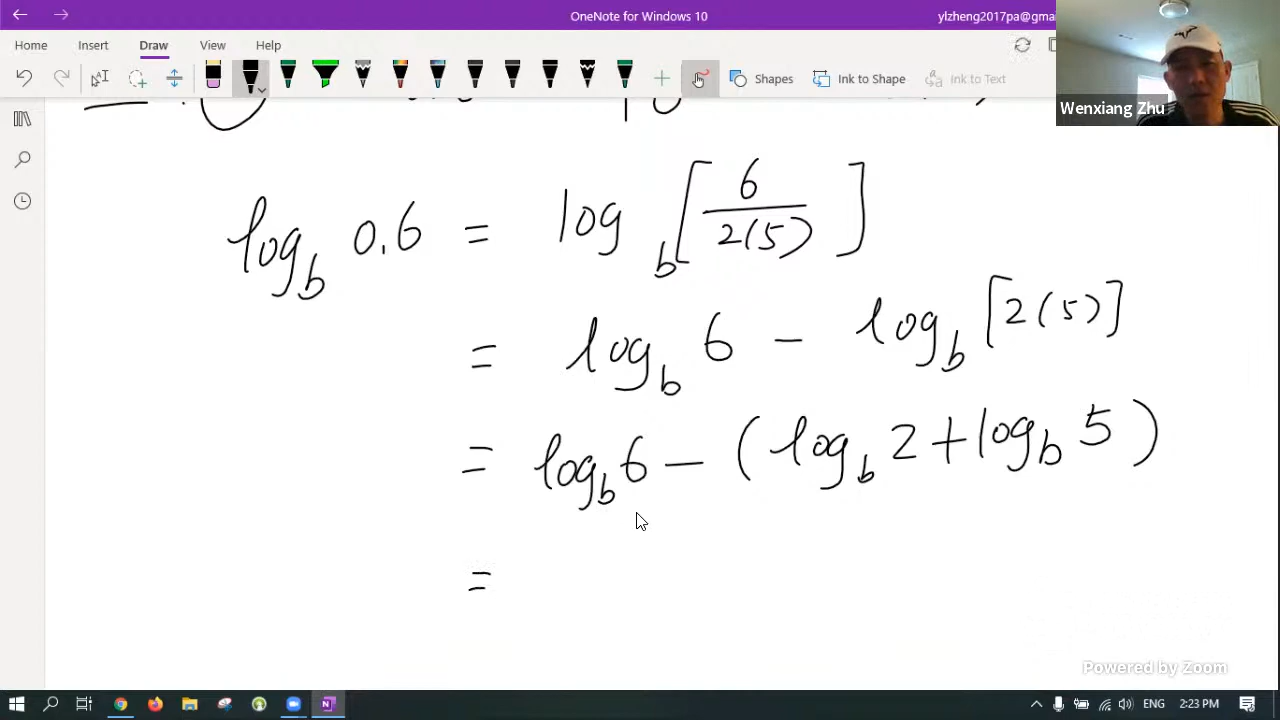 OneNote for Windows 10
ylzheng2017pa@gma
Home Insert Draw View Help
Shapes Ink to Shape Ink to Text
Wenxiang Zhu
log_b 0.6 = log_b [6/2(5)]
= log_b 6 - log_b [2(5)]
= log_b 6 - (log_b 2 + log_b 5)
=
Powered by Zoom
ENG 2:23 PM